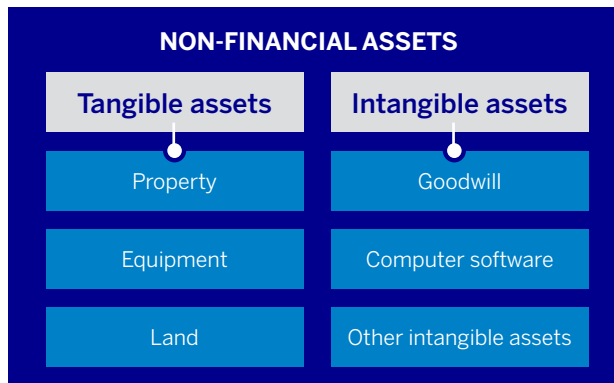 NON-FINANCIAL ASSETS
Tangible assets
Property
Equipment
Land
Intangible assets
Goodwill
Computer software
Other intangible assets